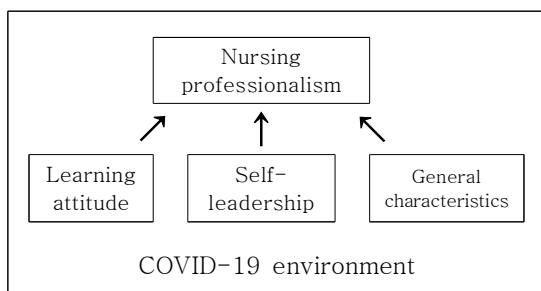 Nursing
professionalism
Learning
attitude
Self-
leadership
General
characteristics
COVID-19 environment